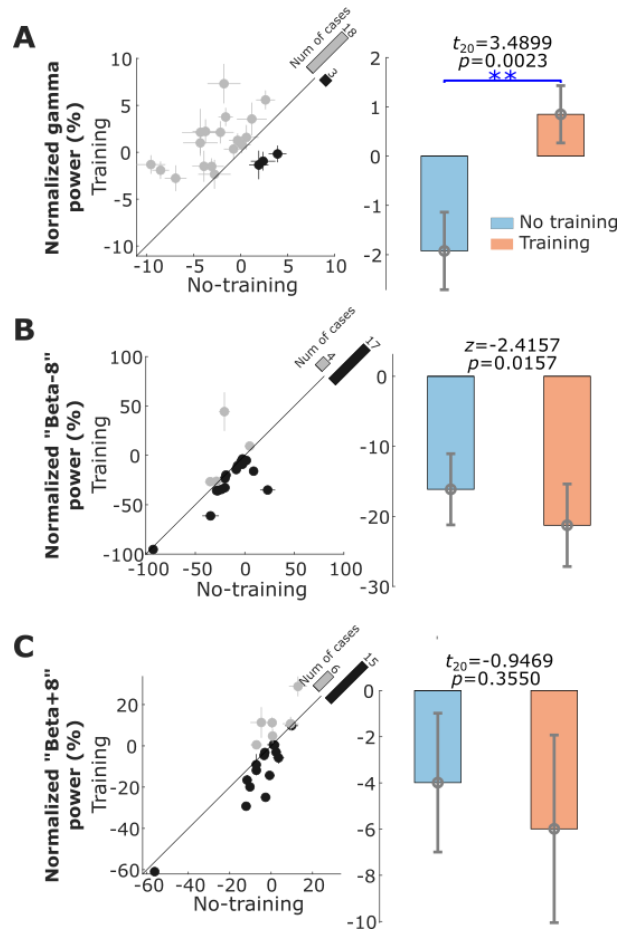 A
Num of cases
18
3
Normalized gamma
power (%)
Training
10
5
0
-5
-10
-10
-5
0
5
10
No-training
t20=3.4899
p=0.0023
**
2
1
0
-1
-2
No training
Training
B
Num of cases
4
17
Normalized "Beta-8"
power (%)
Training
100
50
0
-50
-100
-100
-50
0
50
100
No-training
z=-2.4157
p=0.0157
0
-10
-20
-30
C
Num of cases
6
15
Normalized "Beta+8"
power (%)
Training
20
0
-20
-40
-60
-60
-40
-20
0
20
No-training
t20=-0.9469
p=0.3550
0
-2
-4
-6
-8
-10